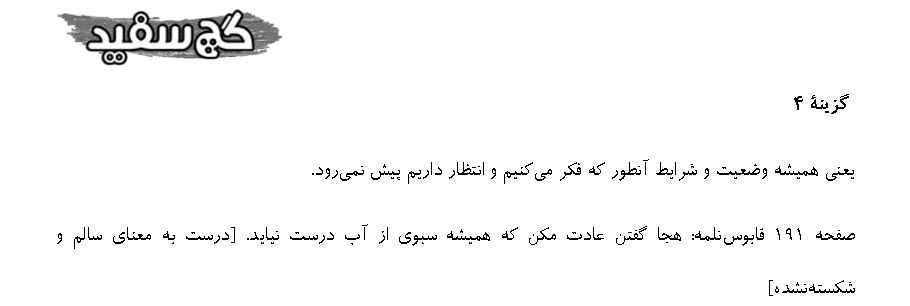 گچ سفید
گزینهٔ ۴
یعنی همیشه وضعیت و شرایط آنطور که فکر می‌کنیم و انتظار داریم پیش نمی‌رود.
صفحه ۱۹۱ قابوس‌نلمه: هجا گفتن عادت مکن که همیشه سبوی از آب درست نیاید. [درست به معنای سالم و
شکسته‌نشده]